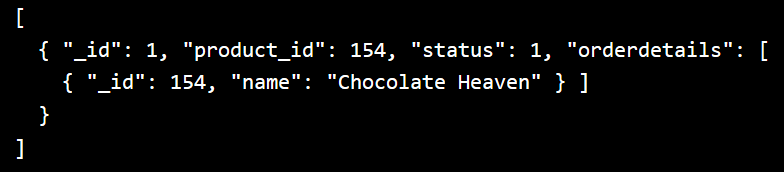 [
  { "_id": 1, "product_id": 154, "status": 1, "orderdetails": [
    { "_id": 154, "name": "Chocolate Heaven" } ]
  }
]